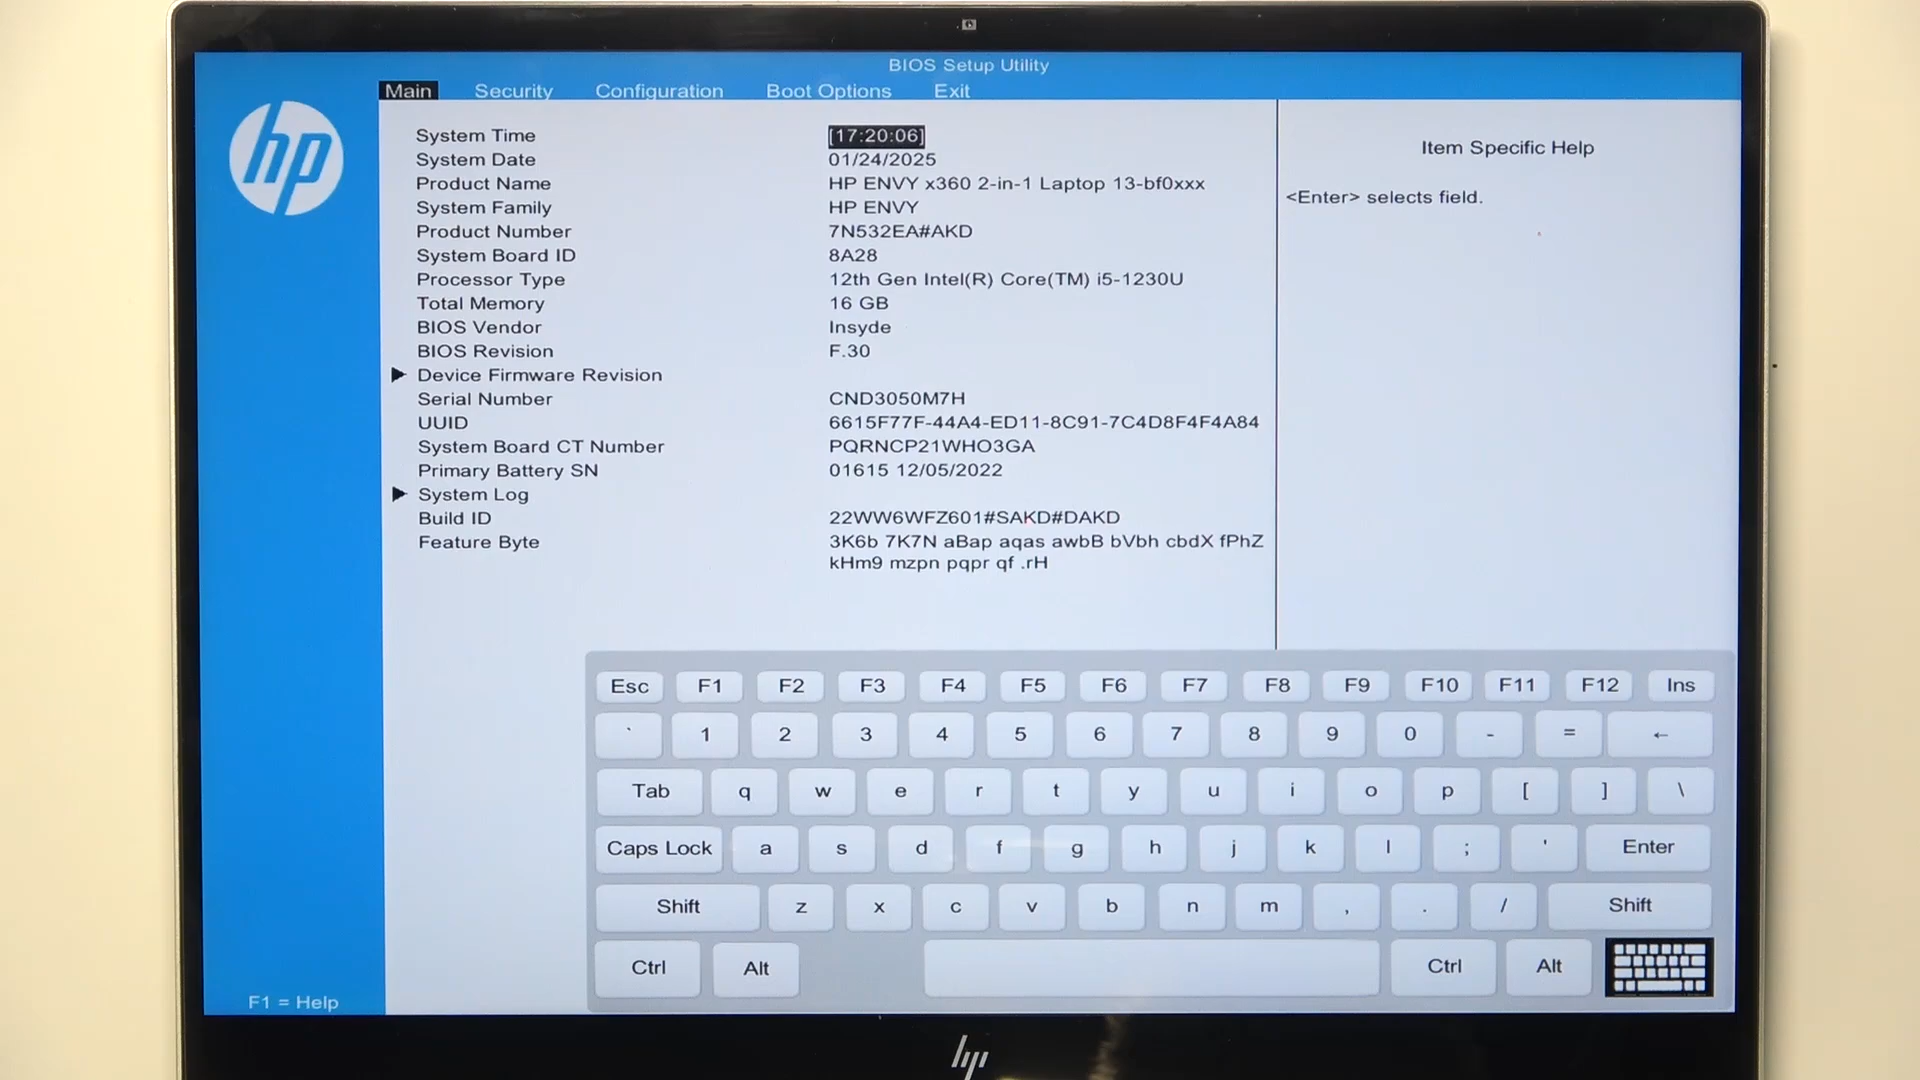 BIOS Setup Utility
Main Security Configuration Boot Options Exit
hp
System Time [17:20:06]
System Date 01/24/2025
Product Name HP ENVY x360 2-in-1 Laptop 13-bf0xxx
System Family HP ENVY
Product Number 7N532EA#AKD
System Board ID 8A28
Processor Type 12th Gen Intel(R) Core(TM) i5-1230U
Total Memory 16 GB
BIOS Vendor Insyde
BIOS Revision F.30
Device Firmware Revision
Serial Number CND3050M7H
UUID 6615F77F-44A4-ED11-8C91-7C4D8F4F4A84
System Board CT Number PQRNCP21WHO3GA
Primary Battery SN 01615 12/05/2022
System Log
Build ID 22WW6WFZ601#SAKD#DAKD
Feature Byte 3K6b 7K7N aBap aqas awbB bVbh cbdX fPhZ
kHm9 mzpn pqpr qf .rH
Item Specific Help
<Enter> selects field.
Esc F1 F2 F3 F4 F5 F6 F7 F8 F9 F10 F11 F12 Ins
` 1 2 3 4 5 6 7 8 9 0 - = ←
Tab q w e r t y u i o p [ ] \
Caps Lock a s d f g h j k l ; ' Enter
Shift z x c v b n m , . / Shift
Ctrl Alt Ctrl Alt
F1 = Help
hp